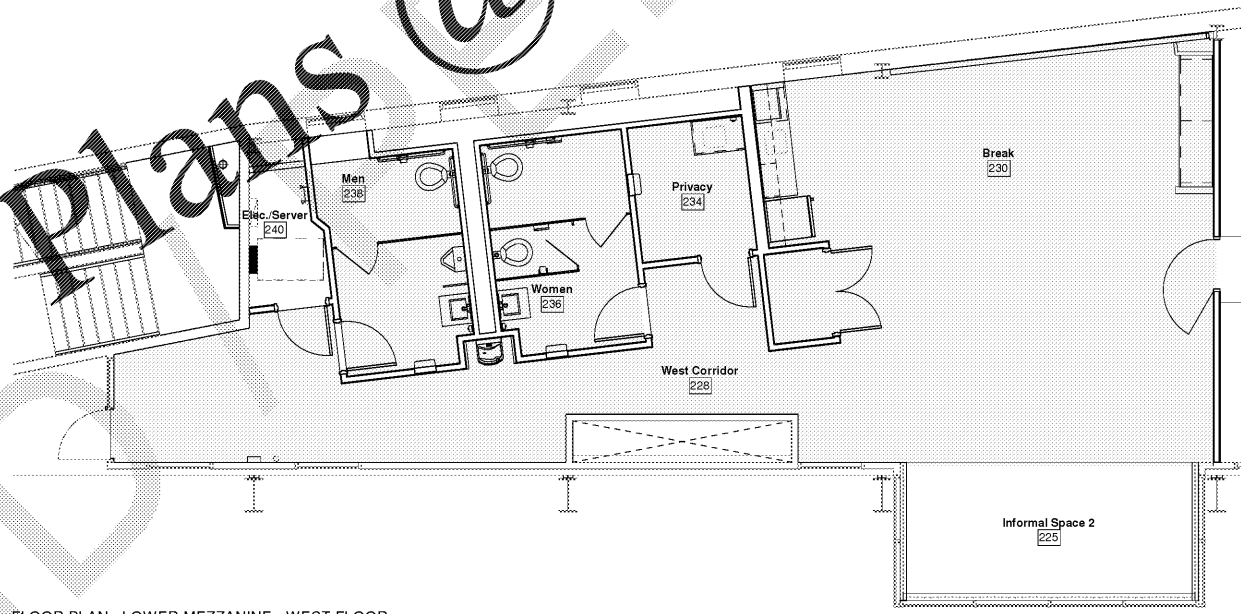 Plans @
Break
230
Men
238
Privacy
234
Elec./Server
240
Women
236
West Corridor
228
Informal Space 2
225
FLOOR PLAN - LOWER MEZZANINE - WEST FLOOR